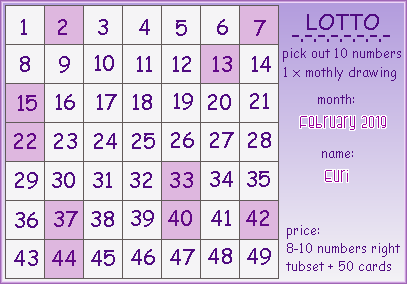 1 2 3 4 5 6 7
8 9 10 11 12 13 14
15 16 17 18 19 20 21
22 23 24 25 26 27 28
29 30 31 32 33 34 35
36 37 38 39 40 41 42
43 44 45 46 47 48 49
LOTTO
pick out 10 numbers
1 x mothly drawing
month:
February 2019
name:
Euri
price:
8-10 numbers right
tubset + 50 cards